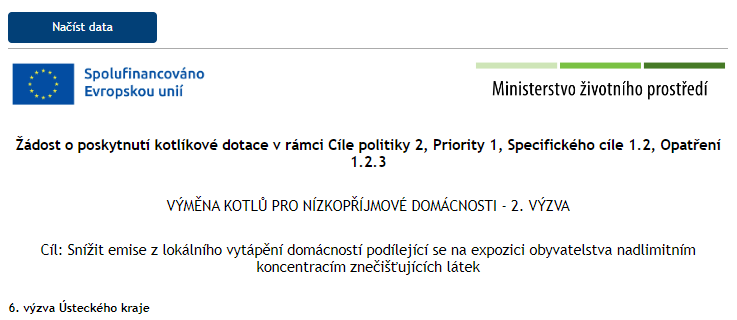 Načíst data
Spolufinancováno
Evropskou unií
Ministerstvo životního prostředí
Žádost o poskytnutí kotlíkové dotace v rámci Cíle politiky 2, Priority 1, Specifického cíle 1.2, Opatření
1.2.3
VÝMĚNA KOTLŮ PRO NÍZKOPŘÍJMOVÉ DOMÁCNOSTI - 2. VÝZVA
Cíl: Snížit emise z lokálního vytápění domácností podílející se na expozici obyvatelstva nadlimitním
koncentracím znečišťujících látek
6. výzva Ústeckého kraje